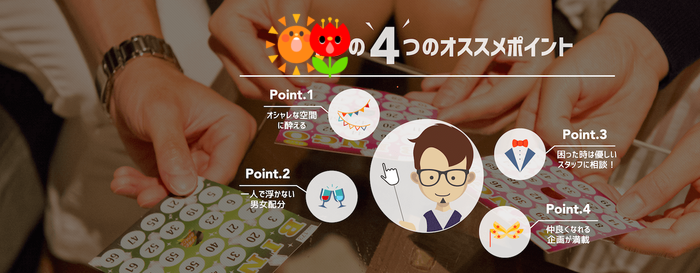 の4つのオススメポイント
Point.1
オシャレな空間
に酔える
Point.2
一人で浮かない
男女配分
Point.3
困った時は優しい
スタッフに相談！
Point.4
仲良くなれる
企画が満載